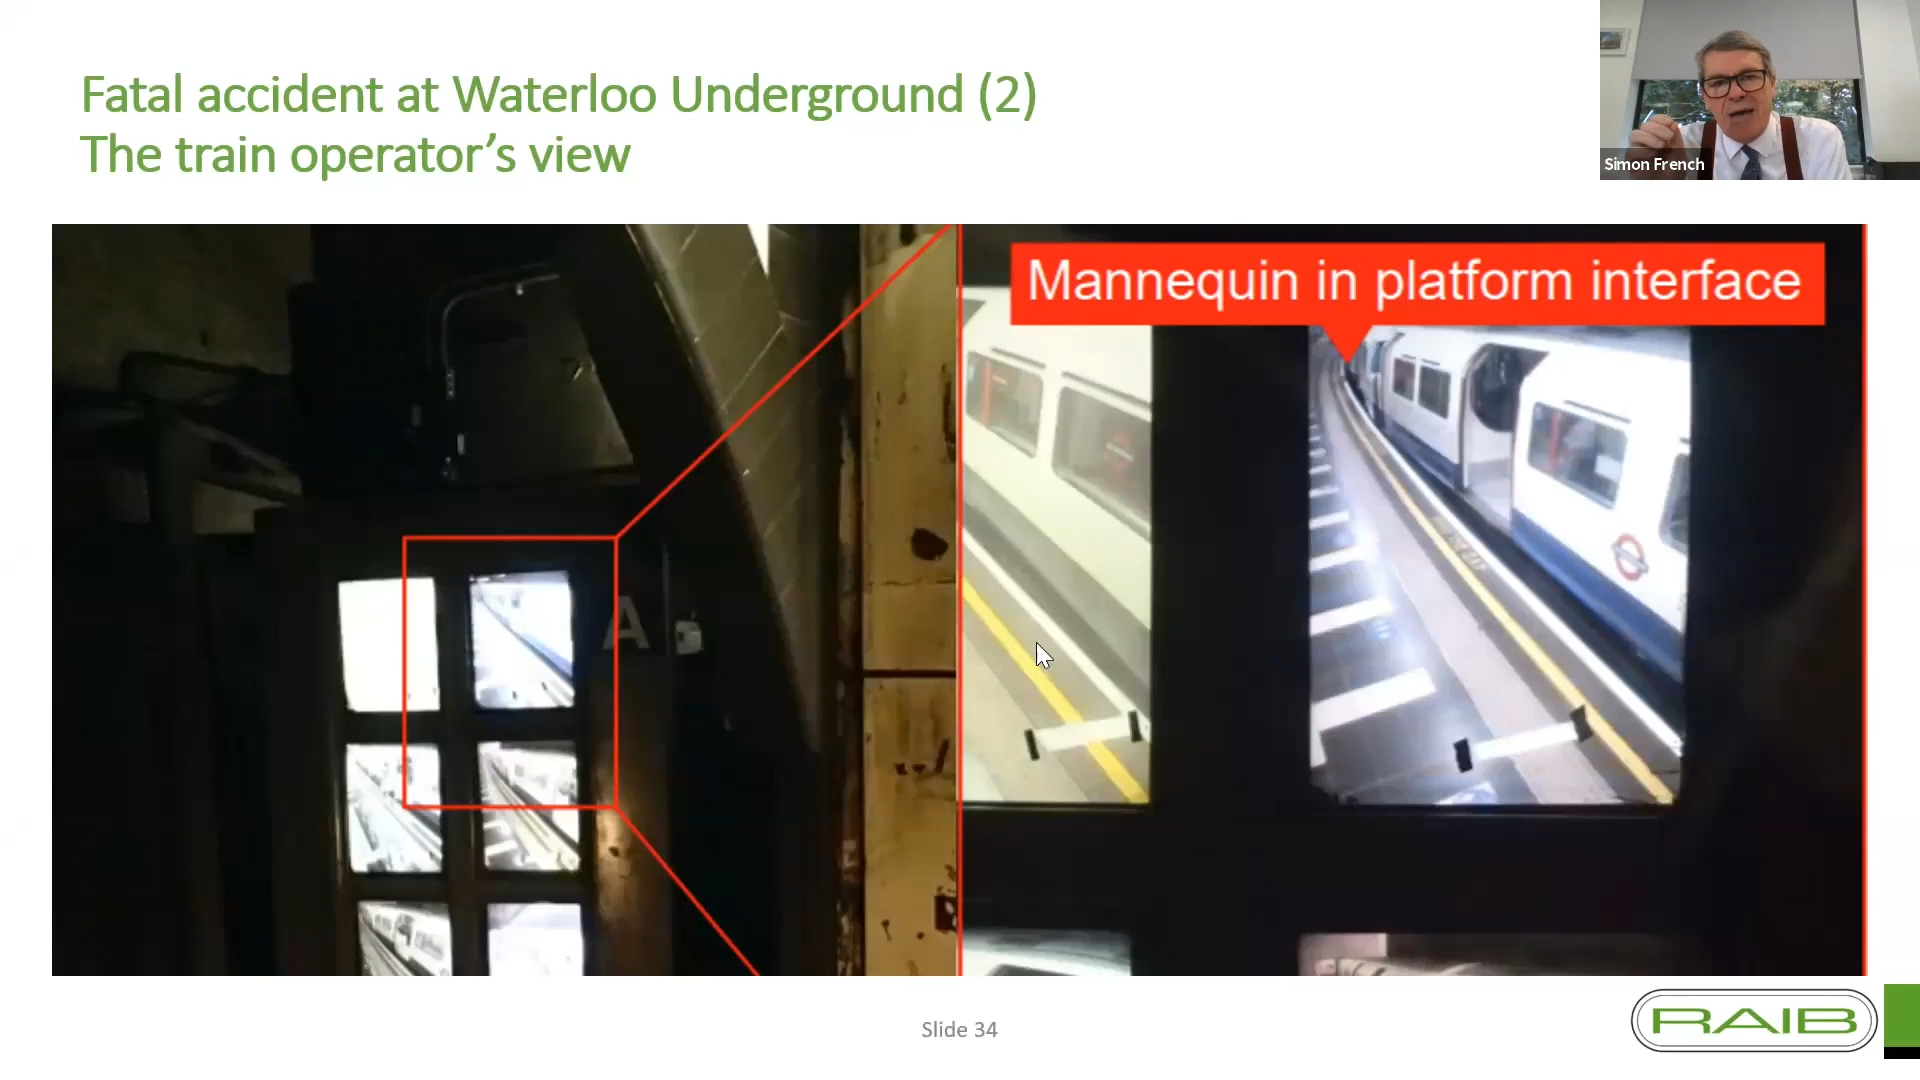 Fatal accident at Waterloo Underground (2)
The train operator’s view
Simon French
Mannequin in platform interface
A
Slide 34
RAIB